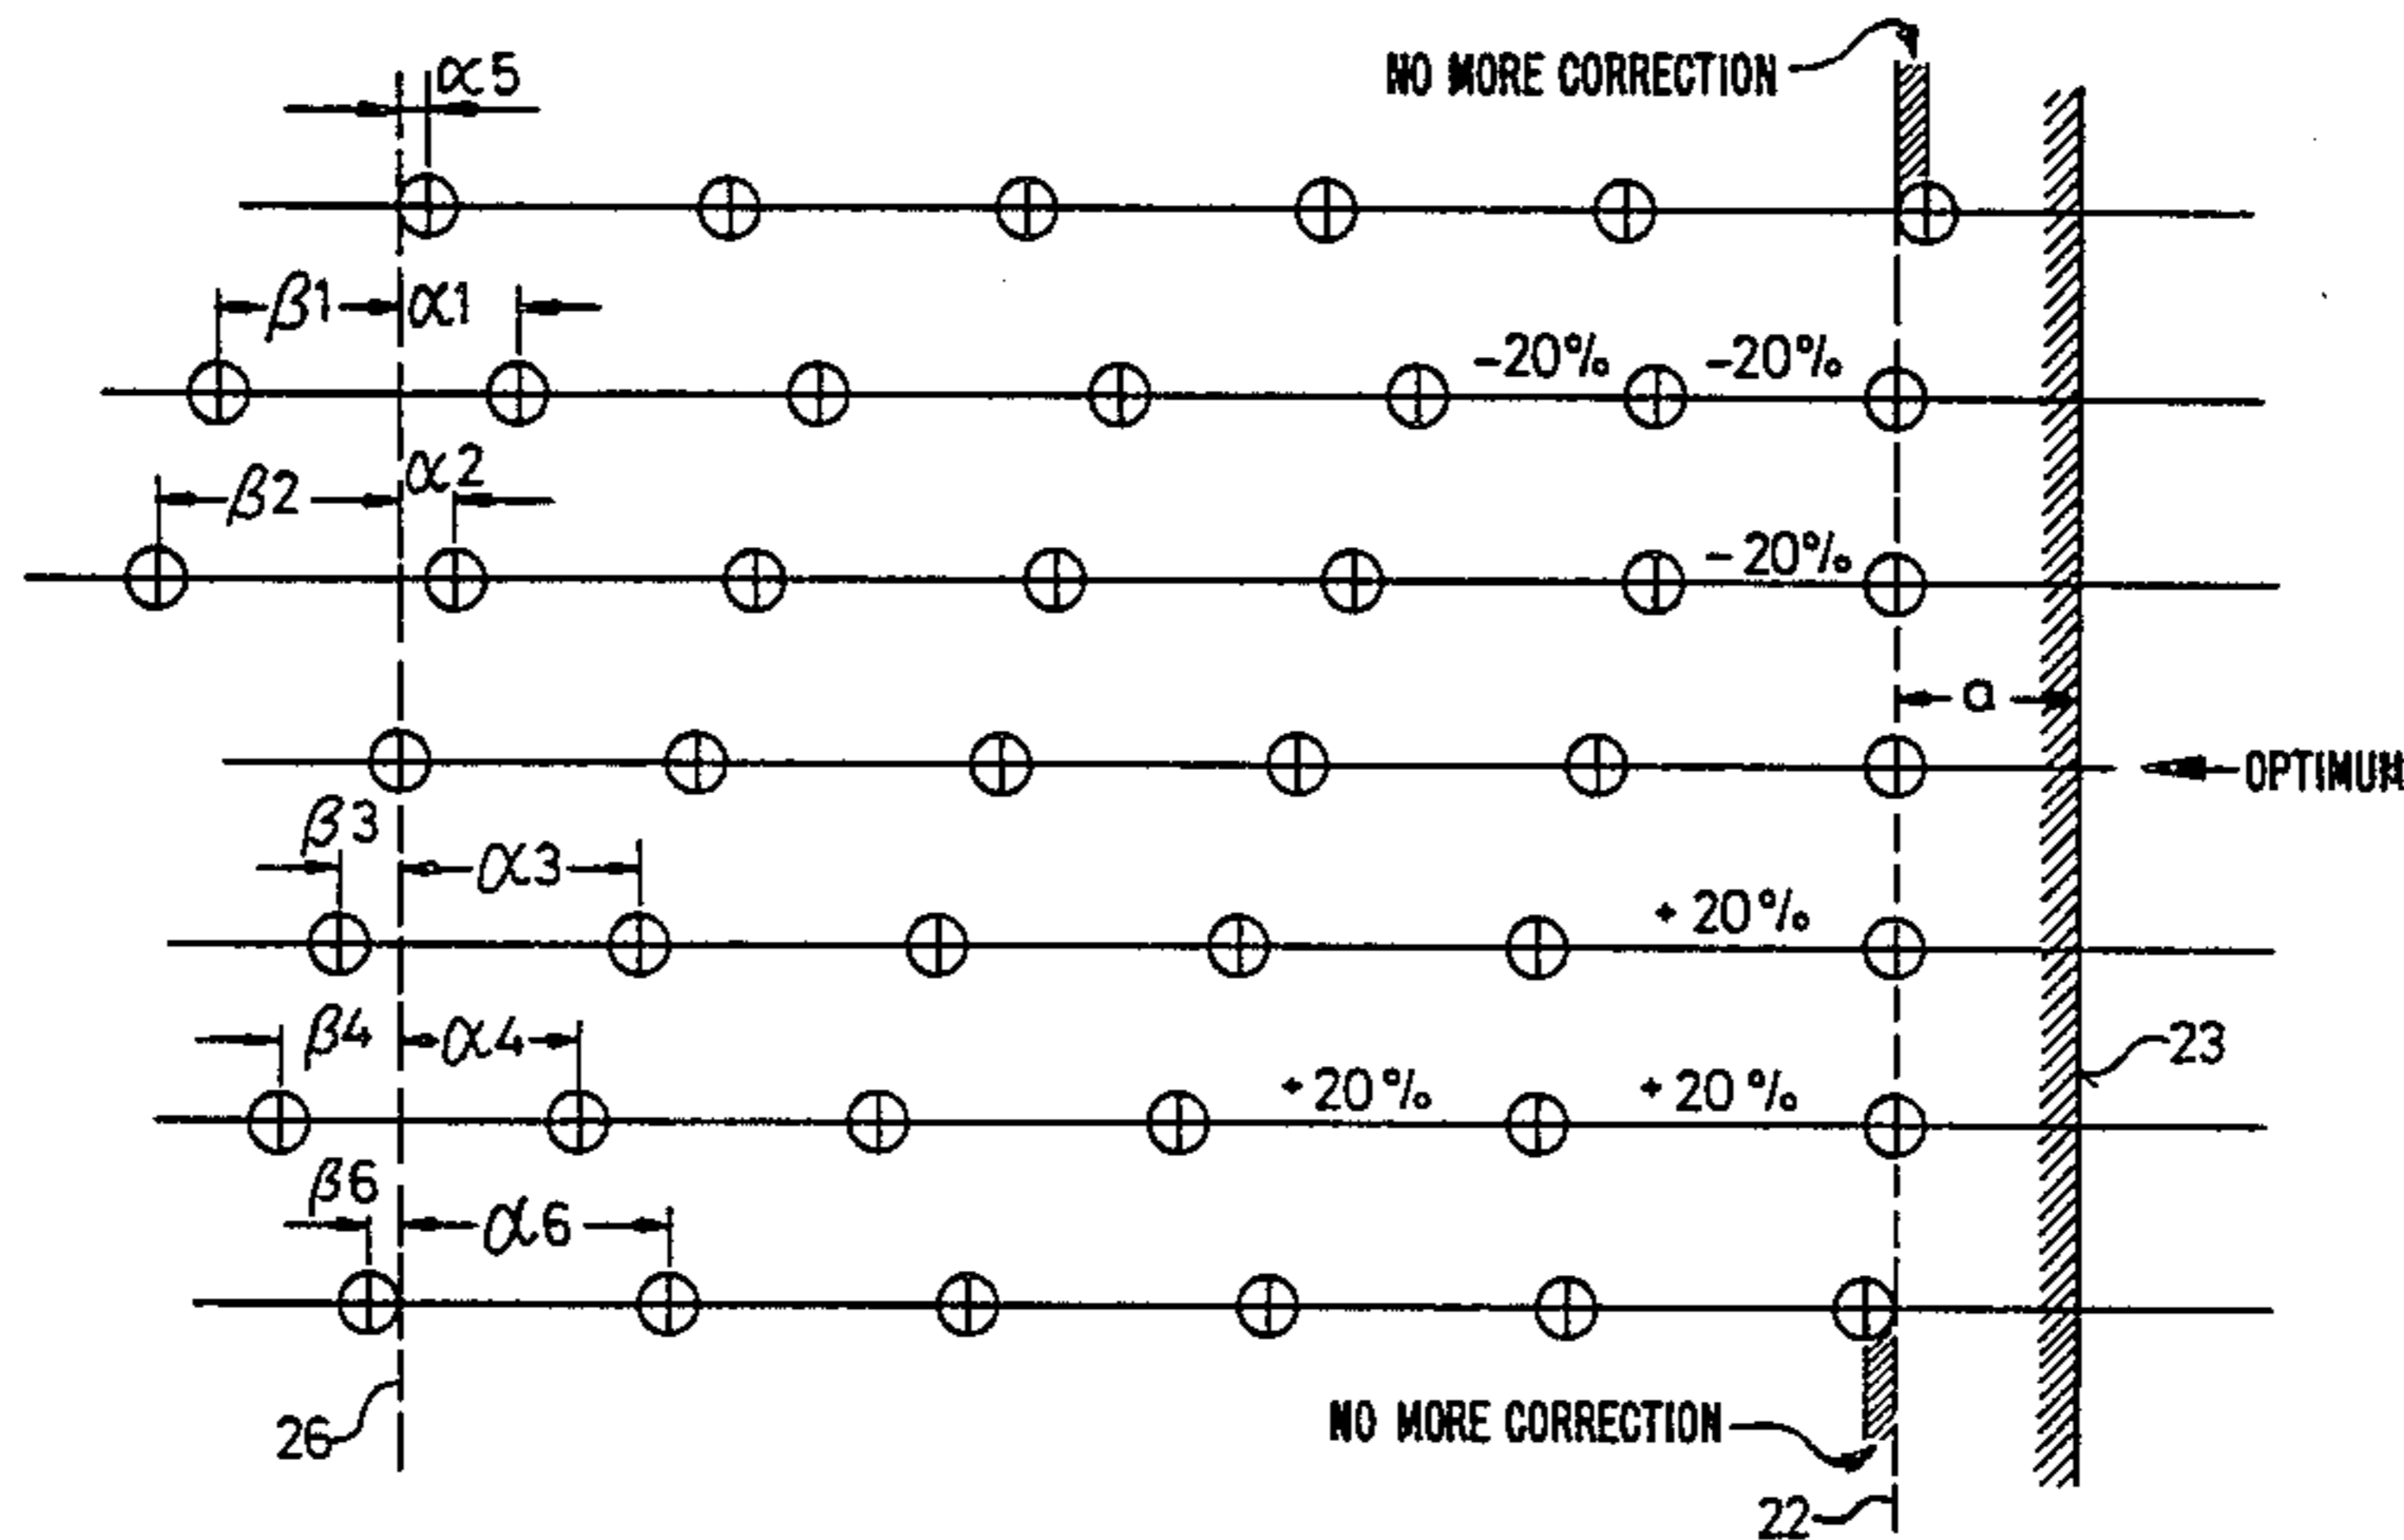 α5
NO MORE CORRECTION
β1 α1
-20% -20%
β2 α2
-20%
a
OPTIMUM
β3
α3
+20%
β4 α4
23
+20% +20%
β6
α6
26
NO MORE CORRECTION
22